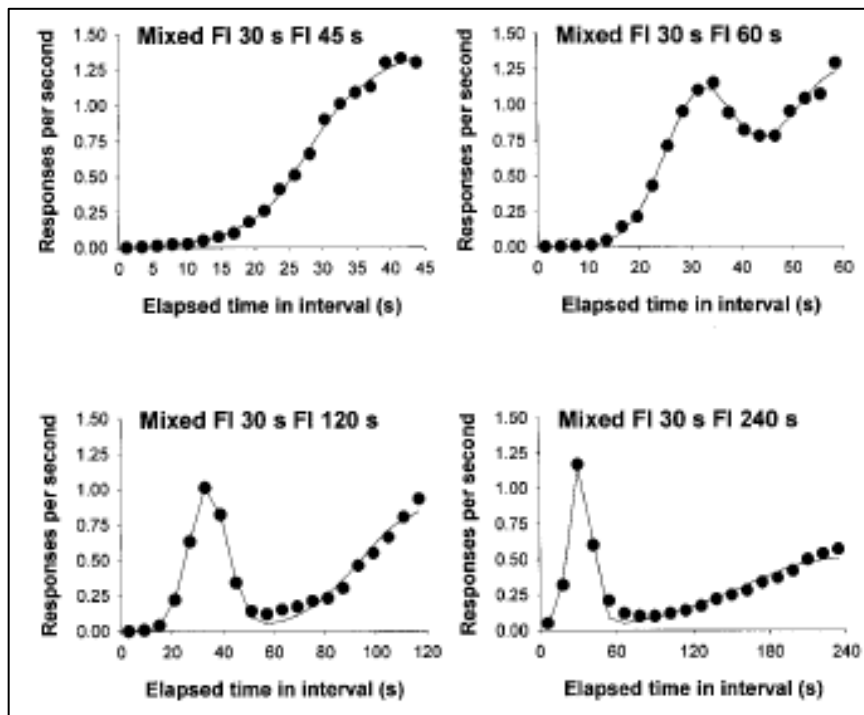 Mixed FI 30 s FI 45 s
Responses per second
1.50
1.25
1.00
0.75
0.50
0.25
0.00
0 5 10 15 20 25 30 35 40 45
Elapsed time in interval (s)
Mixed FI 30 s FI 60 s
Responses per second
1.50
1.25
1.00
0.75
0.50
0.25
0.00
0 10 20 30 40 50 60
Elapsed time in interval (s)
Mixed FI 30 s FI 120 s
Responses per second
1.50
1.25
1.00
0.75
0.50
0.25
0.00
0 20 40 60 80 100 120
Elapsed time in interval (s)
Mixed FI 30 s FI 240 s
Responses per second
1.50
1.25
1.00
0.75
0.50
0.25
0.00
0 60 120 180 240
Elapsed time in interval (s)